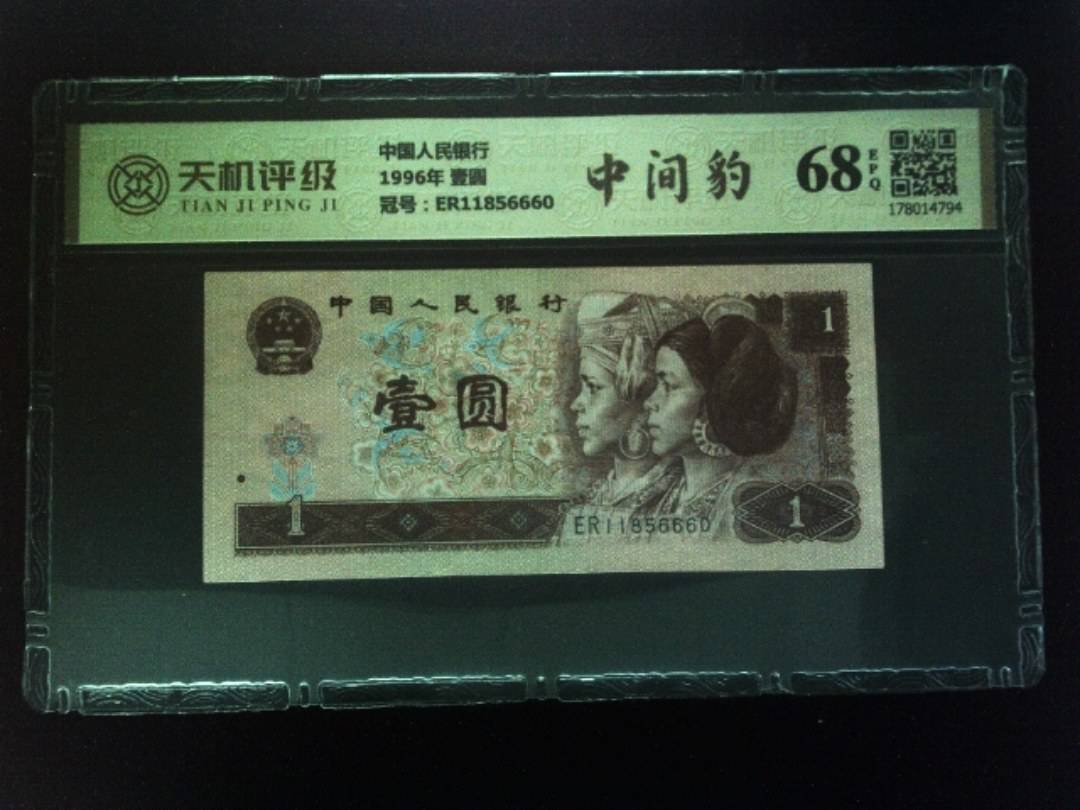 天机评级
TIAN JI PING JI
中国人民银行
1996年 壹圆
冠号：ER11856660
中间豹
68
EPQ
178014794
中国人民银行
壹圆
1
1
ER11856660
1